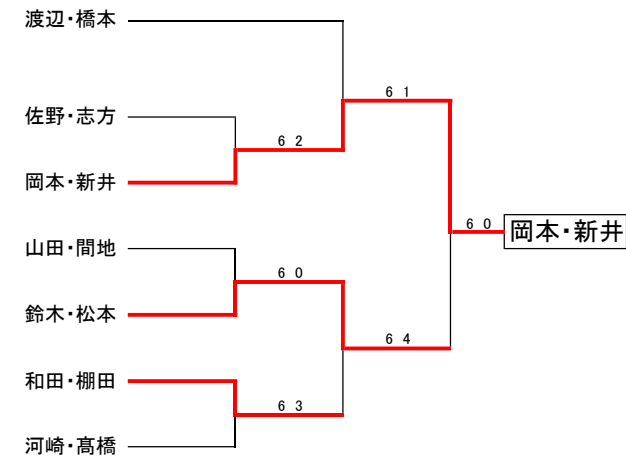 渡辺・橋本
6 1
佐野・志方
6 2
岡本・新井
6 0
岡本・新井
山田・間地
6 0
鈴木・松本
6 4
和田・棚田
6 3
河崎・髙橋